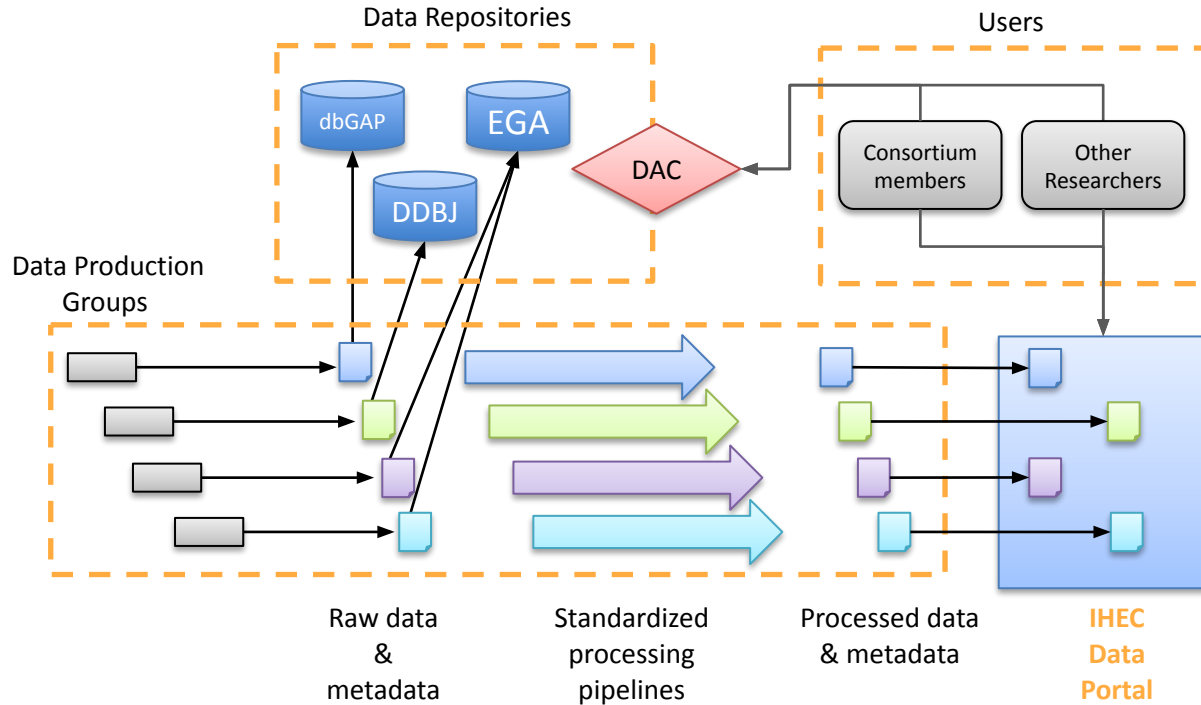 Data Repositories
Users
dbGAP
EGA
DDBJ
DAC
Consortium
members
Other
Researchers
Data Production
Groups
Raw data
&
metadata
Standardized
processing
pipelines
Processed data
& metadata
IHEC
Data
Portal